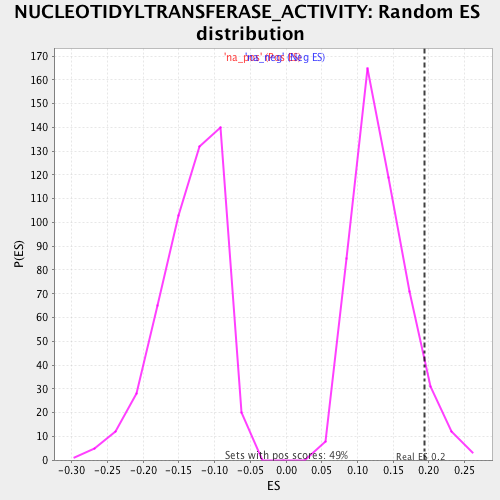 NUCLEOTIDYLTRANSFERASE_ACTIVITY: Random ES
distribution
'na_pos' (Pos ES) 'na_neg' (Neg ES)
P(ES)
170
160
150
140
130
120
110
100
90
80
70
60
50
40
30
20
10
0
Sets with pos scores: 49%
Real ES 0.2
-0.30 -0.25 -0.20 -0.15 -0.10 -0.05 0.00 0.05 0.10 0.15 0.20 0.25
ES